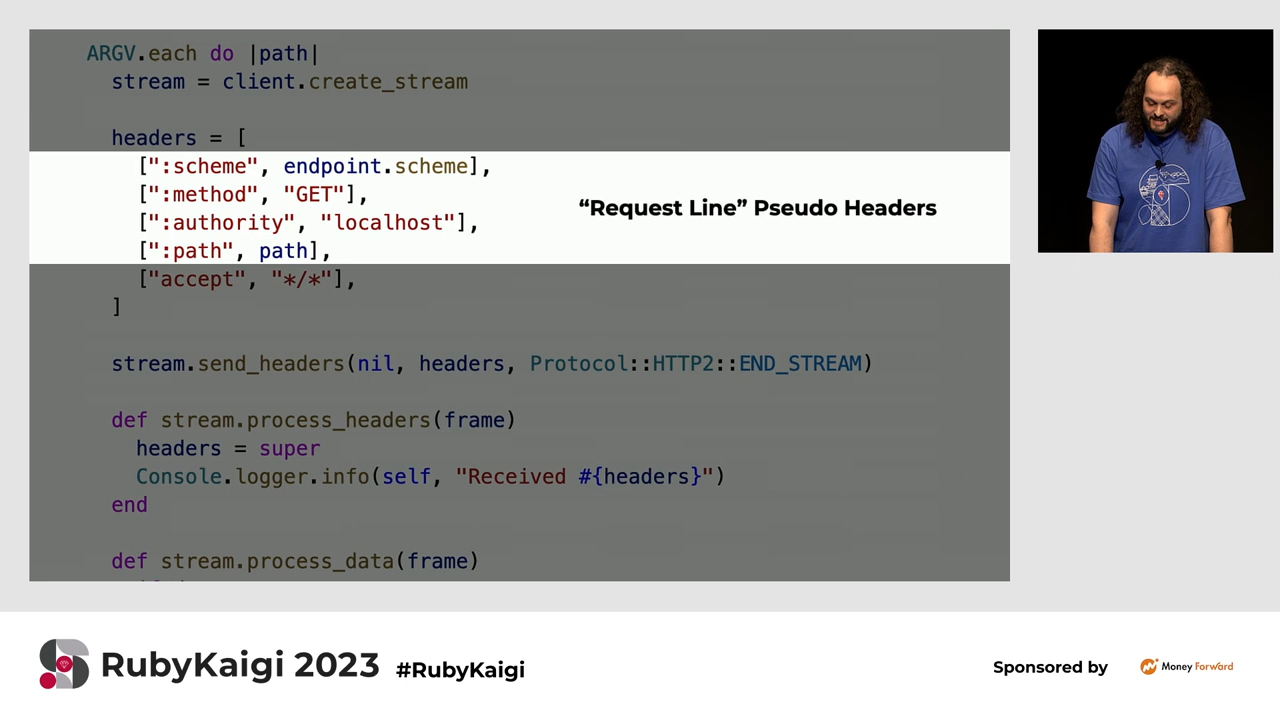 ARGV.each do |path|
stream = client.create_stream
headers = [
[":scheme", endpoint.scheme],
[":method", "GET"],
[":authority", "localhost"],
[":path", path],
["accept", "*/*"],
]
“Request Line” Pseudo Headers
stream.send_headers(nil, headers, Protocol::HTTP2::END_STREAM)
def stream.process_headers(frame)
headers = super
Console.logger.info(self, "Received #{headers}")
end
def stream.process_data(frame)
RubyKaigi 2023 #RubyKaigi
Sponsored by Money Forward